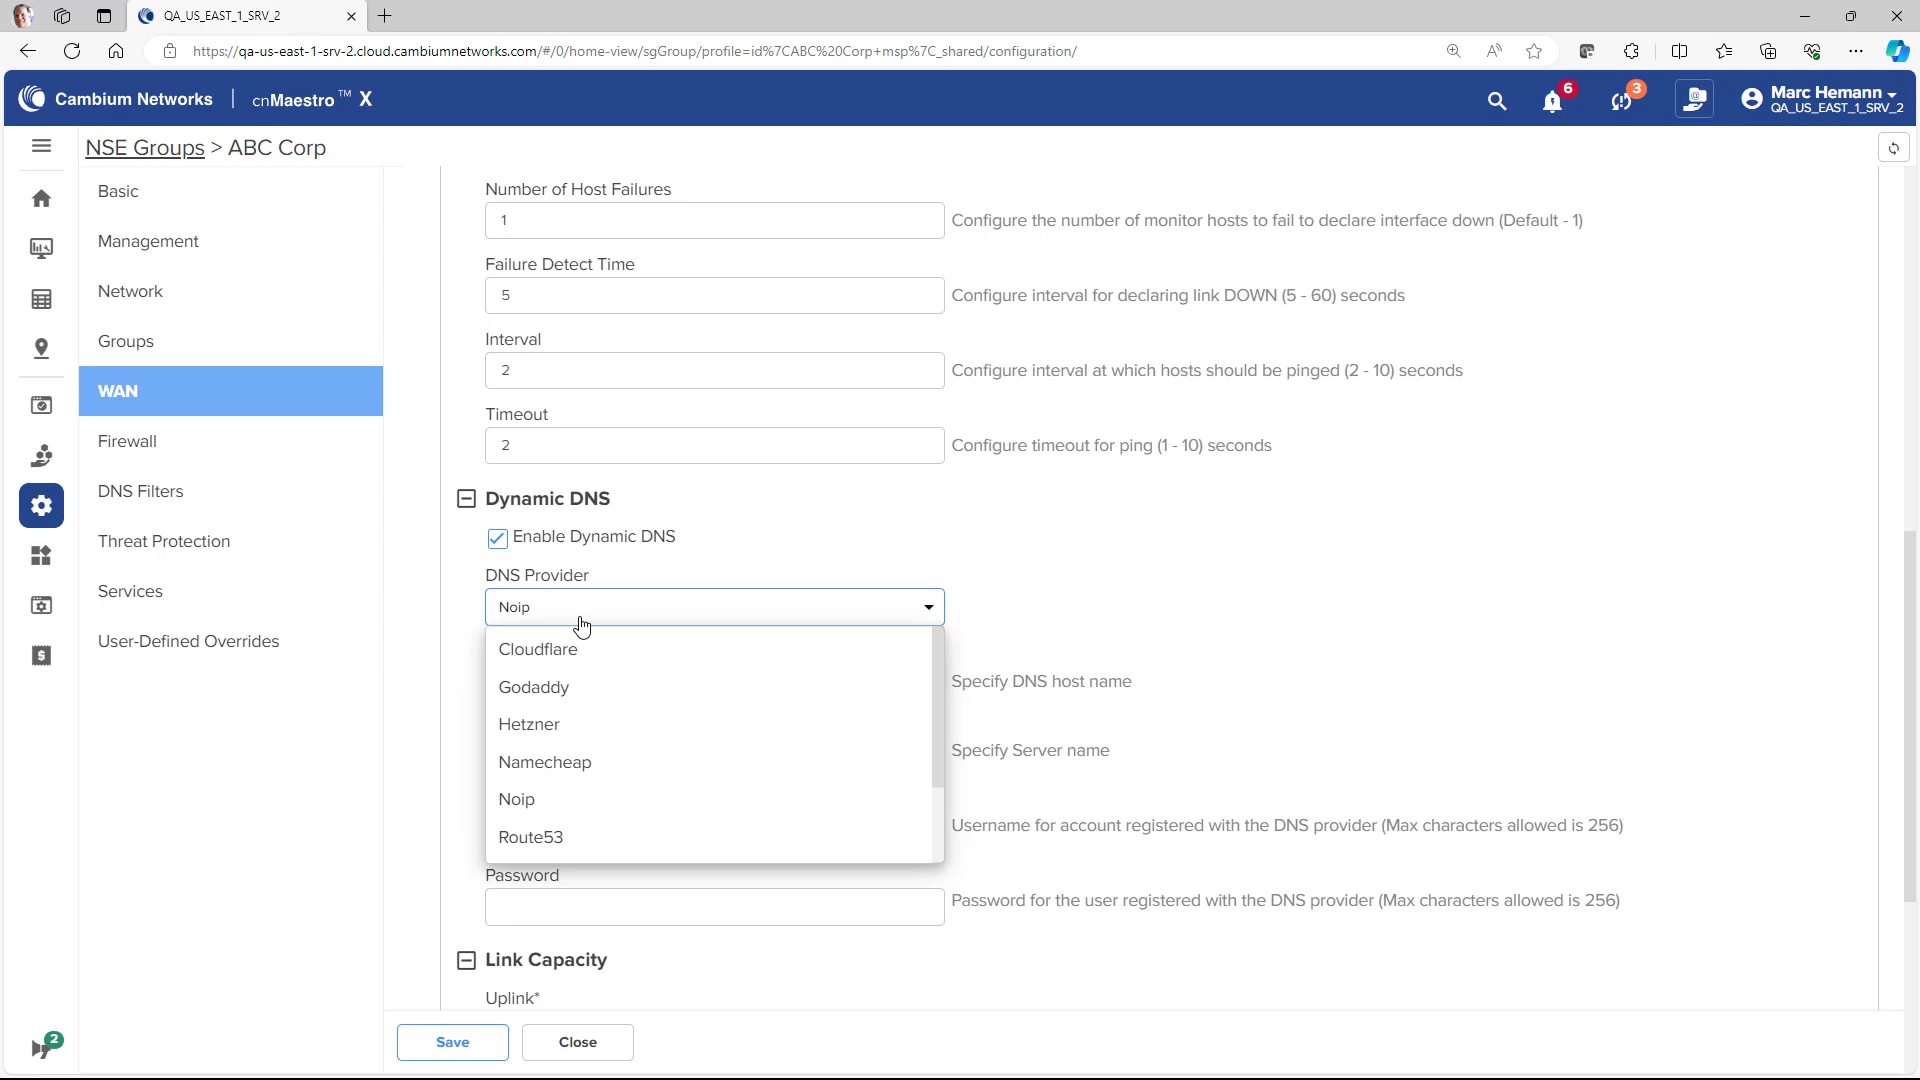 QA_US_EAST_1_SRV_2
https://qa-us-east-1-srv-2.cloud.cambiumnetworks.com/#/0/home-view/sgGroup/profile=id%7CABC%20Corp+msp%7C_shared/configuration/
Cambium Networks | cnMaestro™ X
6
3
Marc Hemann
QA_US_EAST_1_SRV_2
NSE Groups > ABC Corp
Basic
Management
Network
Groups
WAN
Firewall
DNS Filters
Threat Protection
Services
User-Defined Overrides
2
Number of Host Failures
1
Configure the number of monitor hosts to fail to declare interface down (Default - 1)
Failure Detect Time
5
Configure interval for declaring link DOWN (5 - 60) seconds
Interval
2
Configure interval at which hosts should be pinged (2 - 10) seconds
Timeout
2
Configure timeout for ping (1 - 10) seconds
Dynamic DNS
Enable Dynamic DNS
DNS Provider
Noip
Cloudflare
Godaddy
Hetzner
Namecheap
Noip
Route53
Specify DNS host name
Specify Server name
Username for account registered with the DNS provider (Max characters allowed is 256)
Password
Password for the user registered with the DNS provider (Max characters allowed is 256)
Link Capacity
Uplink*
Save
Close